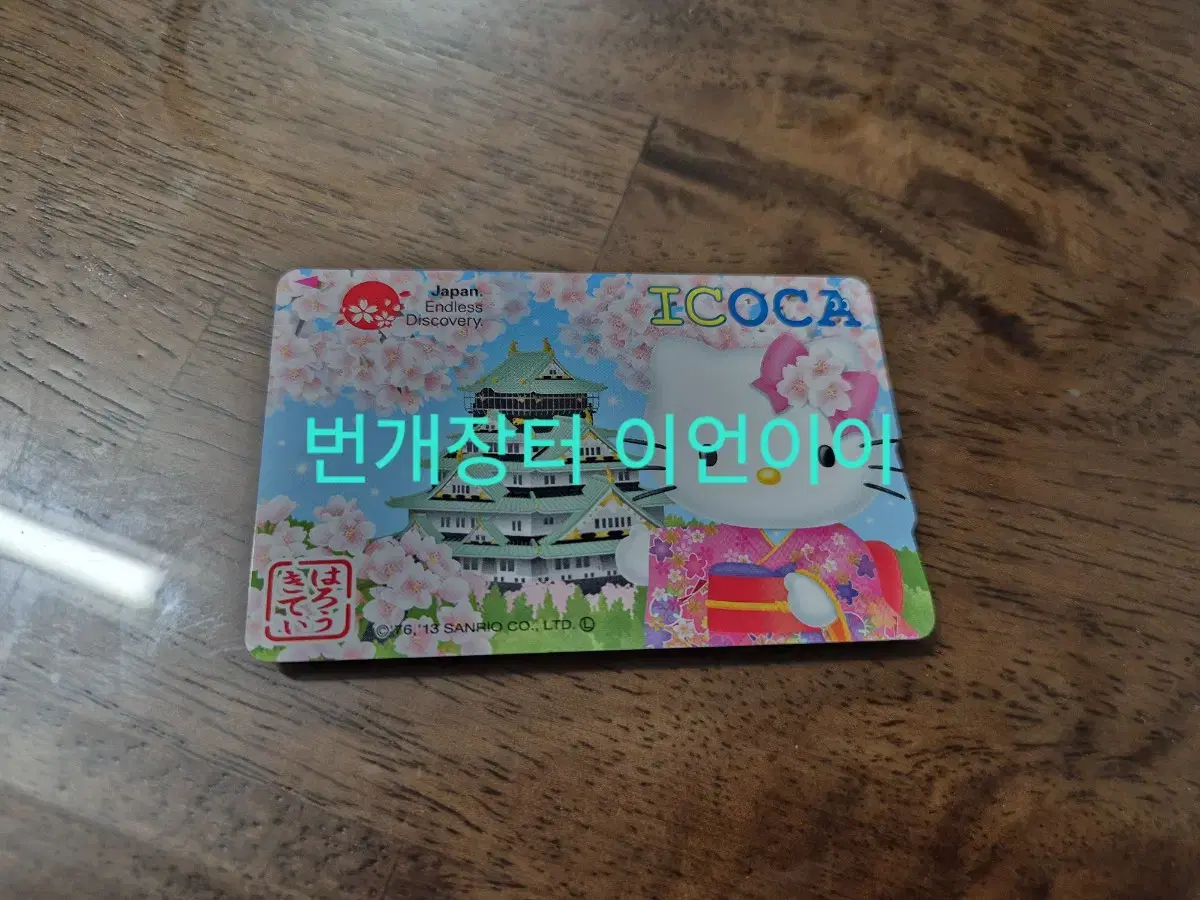 Japan.
Endless
Discovery.
ICOCA
번개장터 이언이아
はろう
きてぃ
©'76,'13 SANRIO CO., LTD. Ⓛ